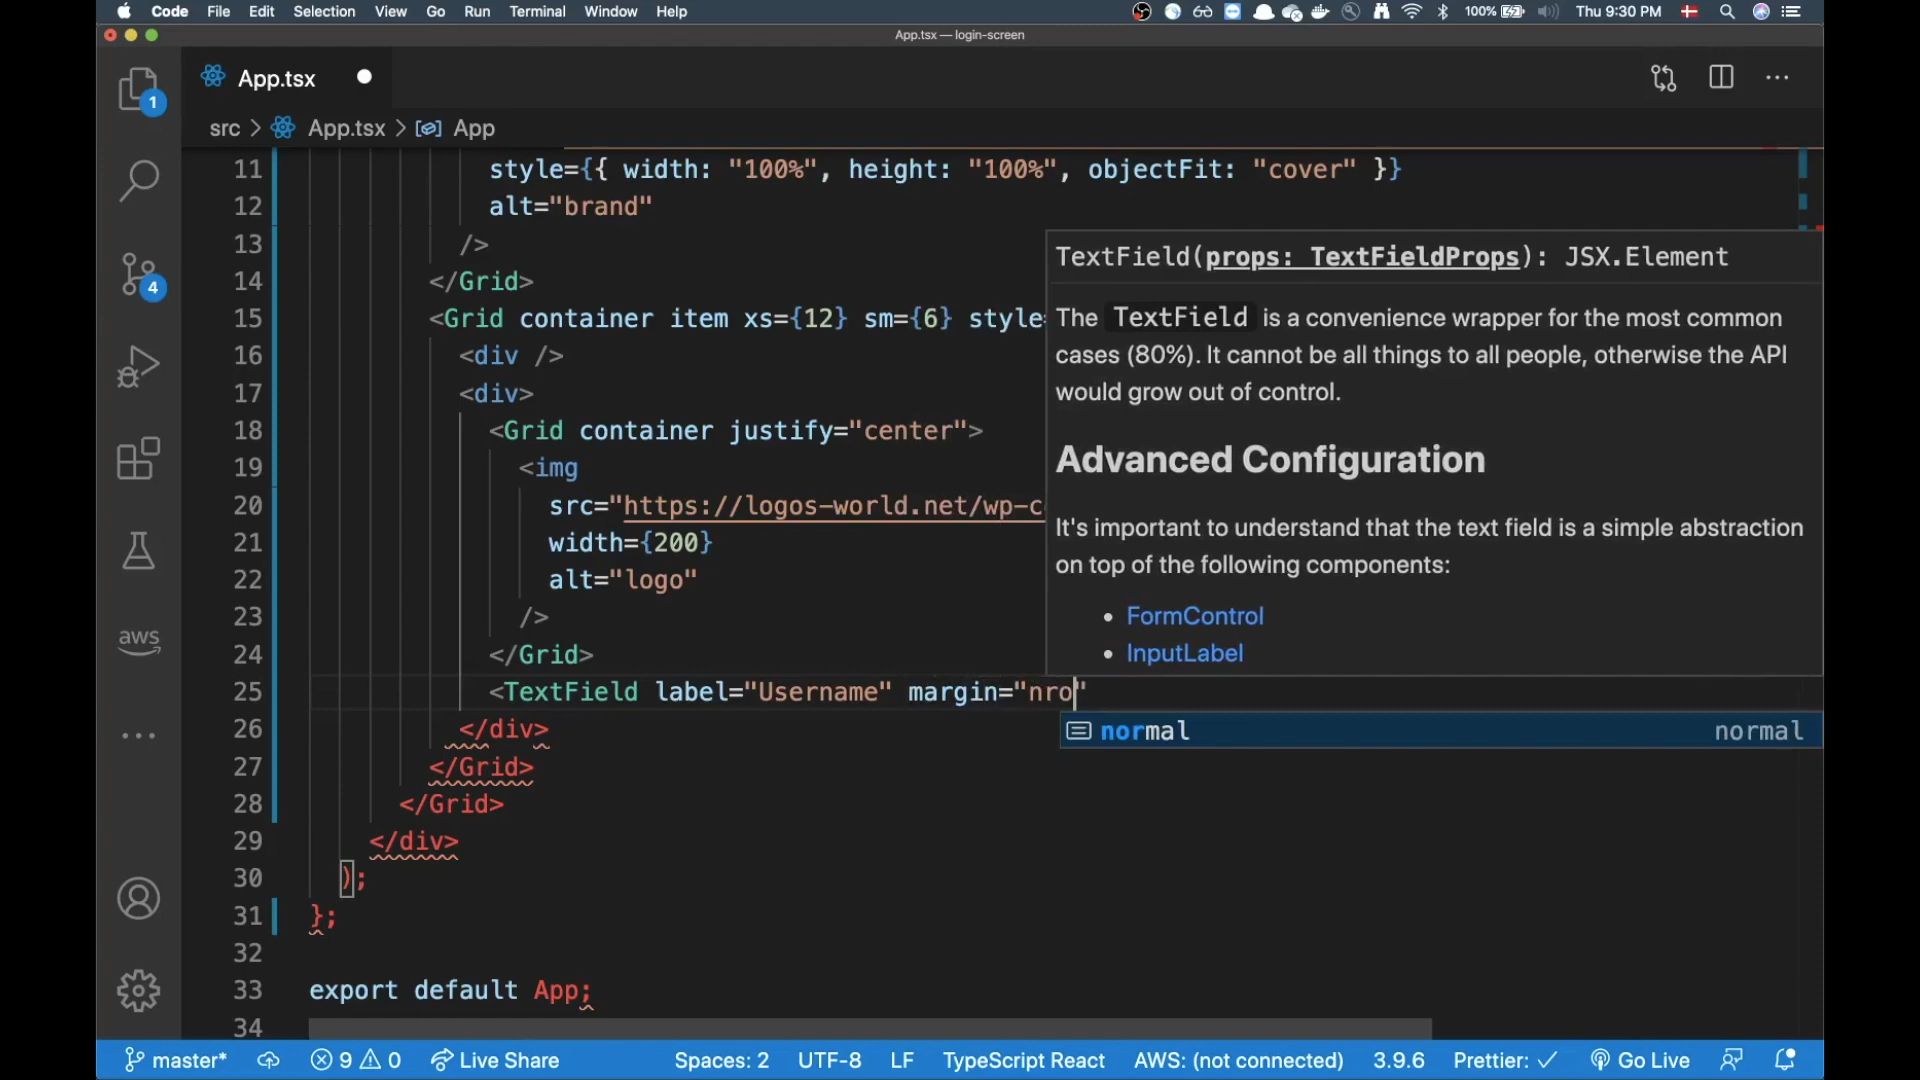 Code File Edit Selection View Go Run Terminal Window Help 100% Thu 9:30 PM
App.tsx — login-screen
App.tsx
src > App.tsx > App
1
4
aws
11 style={{ width: "100%", height: "100%", objectFit: "cover" }}
12 alt="brand"
13 />
14 </Grid>
15 <Grid container item xs={12} sm={6} style=
16 <div />
17 <div>
18 <Grid container justify="center">
19 <img
20 src="https://logos-world.net/wp-c
21 width={200}
22 alt="logo"
23 />
24 </Grid>
25 <TextField label="Username" margin="nro"
26 </div>
27 </Grid>
28 </Grid>
29 </div>
30 );
31 };
32
33 export default App;
34
TextField(props: TextFieldProps): JSX.Element
The TextField is a convenience wrapper for the most common
cases (80%). It cannot be all things to all people, otherwise the API
would grow out of control.
Advanced Configuration
It's important to understand that the text field is a simple abstraction
on top of the following components:
• FormControl
• InputLabel
normal normal
master* 9 0 Live Share Spaces: 2 UTF-8 LF TypeScript React AWS: (not connected) 3.9.6 Prettier: ✓ Go Live